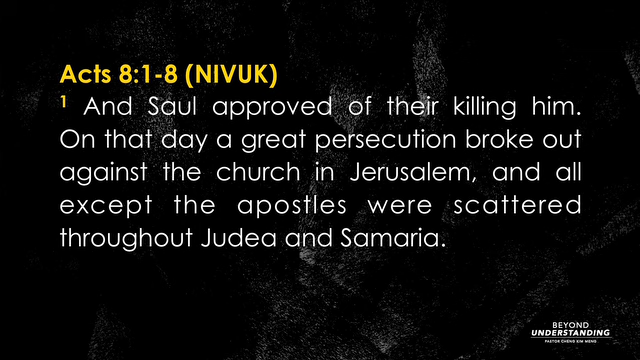 Acts 8:1-8 (NIVUK)
1 And Saul approved of their killing him.
On that day a great persecution broke out
against the church in Jerusalem, and all
except the apostles were scattered
throughout Judea and Samaria.
BEYOND
UNDERSTANDING
PASTOR CHENG KIM MENG